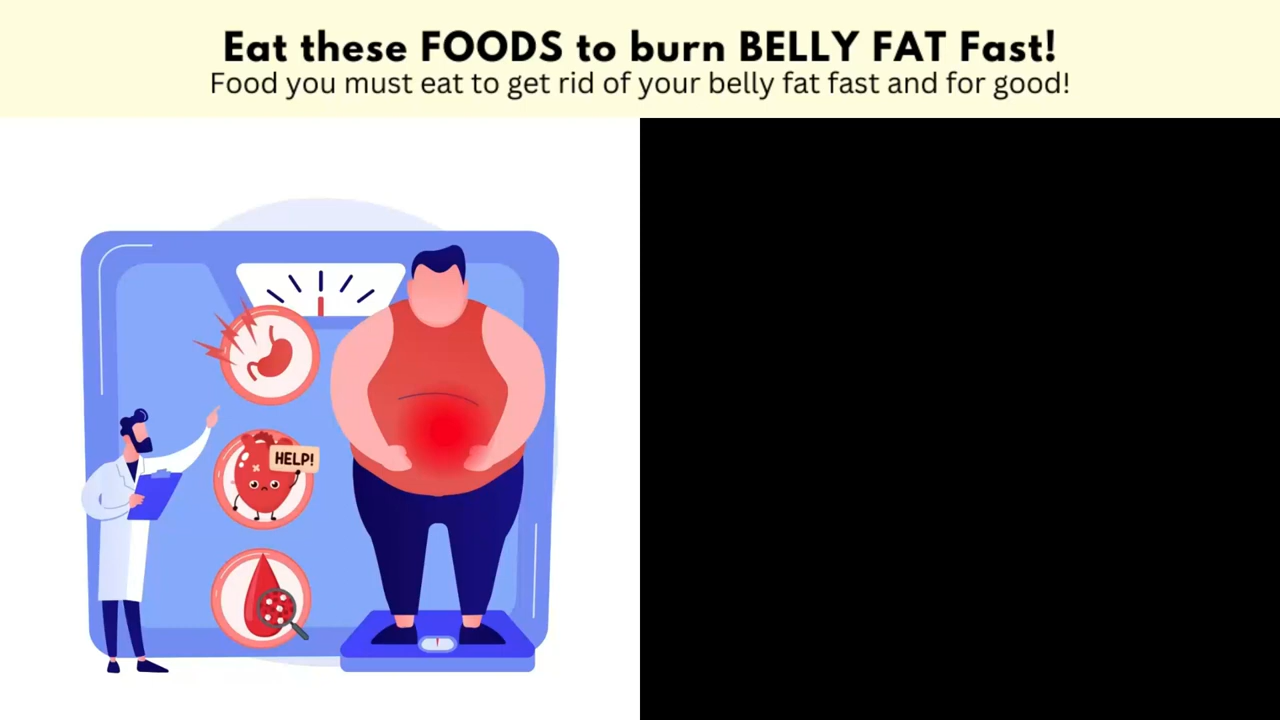 Eat these FOODS to burn BELLY FAT Fast!
Food you must eat to get rid of your belly fat fast and for good!
HELP!